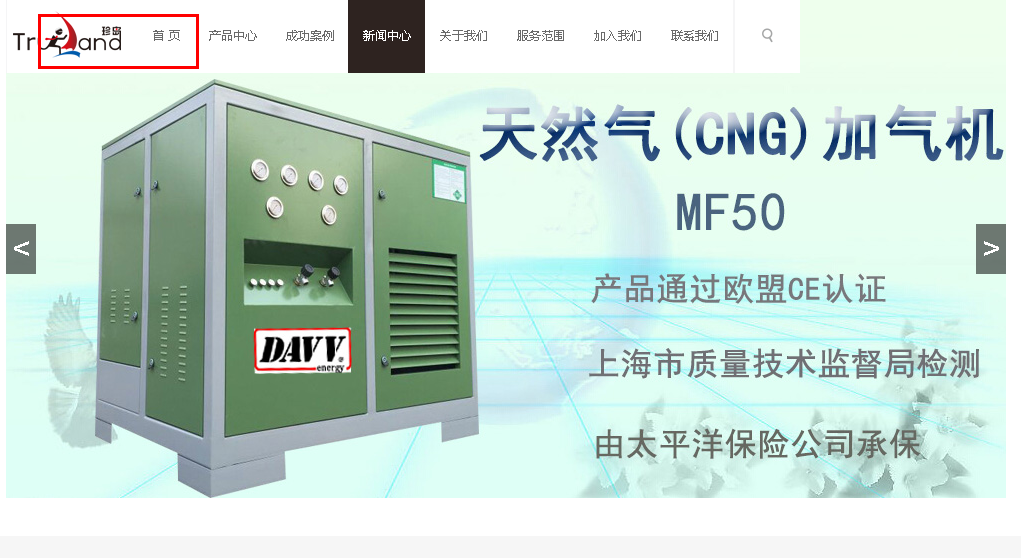 Truland 珍岛
首 页
产品中心
成功案例
新闻中心
关于我们
服务范围
加入我们
联系我们
天然气(CNG)加气机
MF50
<
>
产品通过欧盟CE认证
DAVV®
energy
上海市质量技术监督局检测
由太平洋保险公司承保